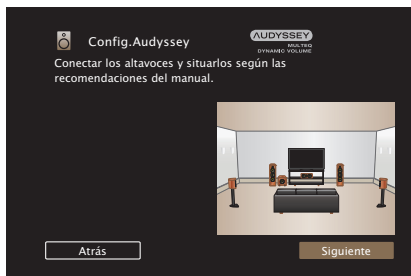 Config.Audyssey
AUDYSSEY
MULTEQ
DYNAMIC VOLUME
Conectar los altavoces y situarlos según las
recomendaciones del manual.
Atrás
Siguiente